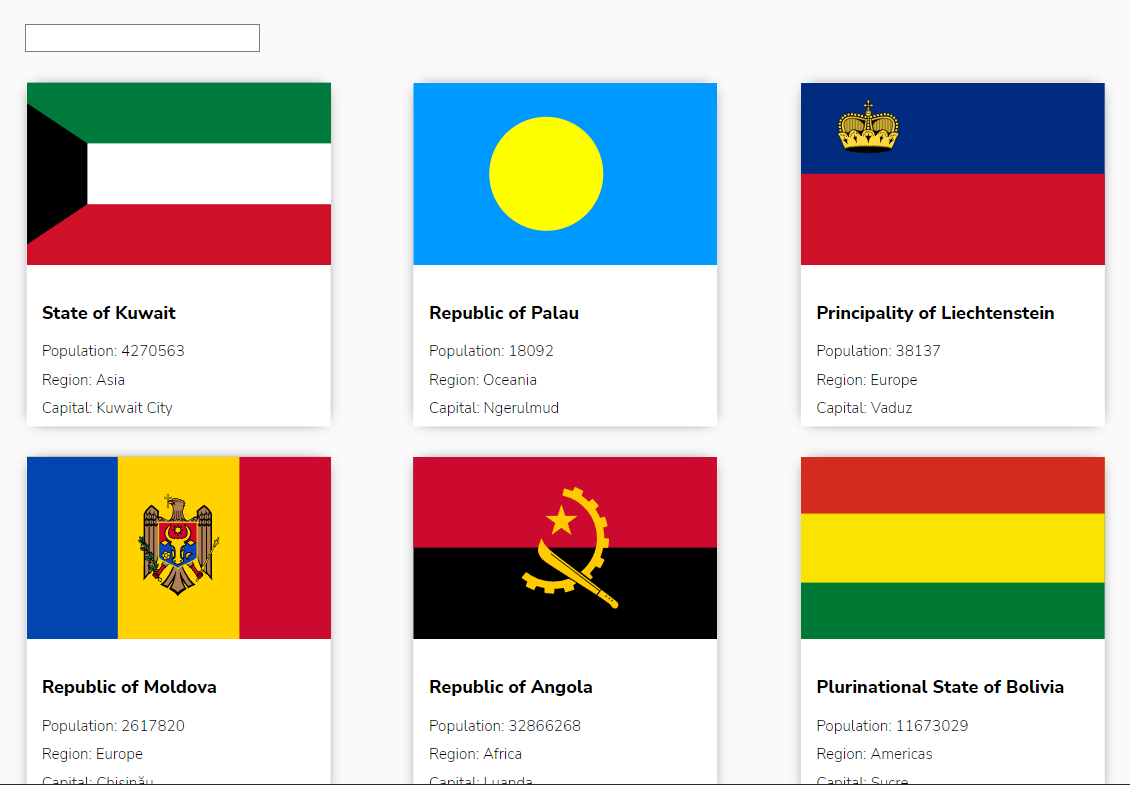 State of Kuwait
Population: 4270563
Region: Asia
Capital: Kuwait City
Republic of Palau
Population: 18092
Region: Oceania
Capital: Ngerulmud
Principality of Liechtenstein
Population: 38137
Region: Europe
Capital: Vaduz
Republic of Moldova
Population: 2617820
Region: Europe
Capital: Chișinău
Republic of Angola
Population: 32866268
Region: Africa
Capital: Luanda
Plurinational State of Bolivia
Population: 11673029
Region: Americas
Capital: Sucre